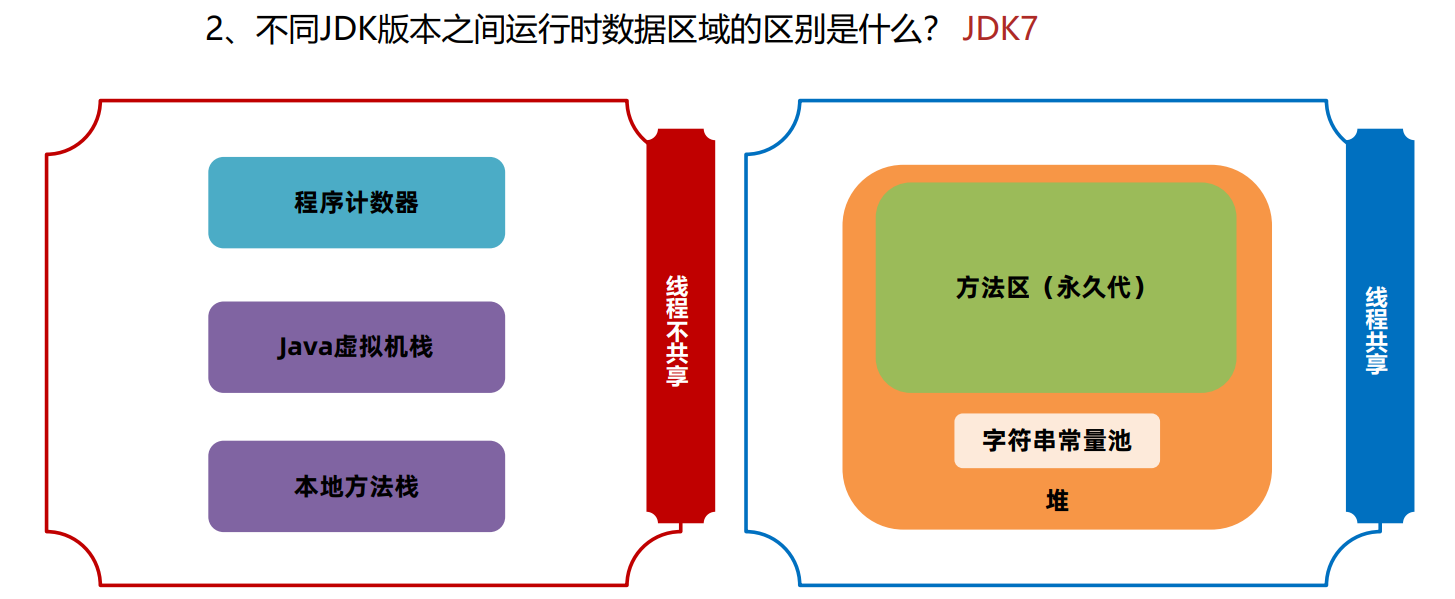 2、不同JDK版本之间运行时数据区域的区别是什么？ JDK7
程序计数器
Java虚拟机栈
本地方法栈
线程不共享
方法区（永久代）
字符串常量池
堆
线程共享